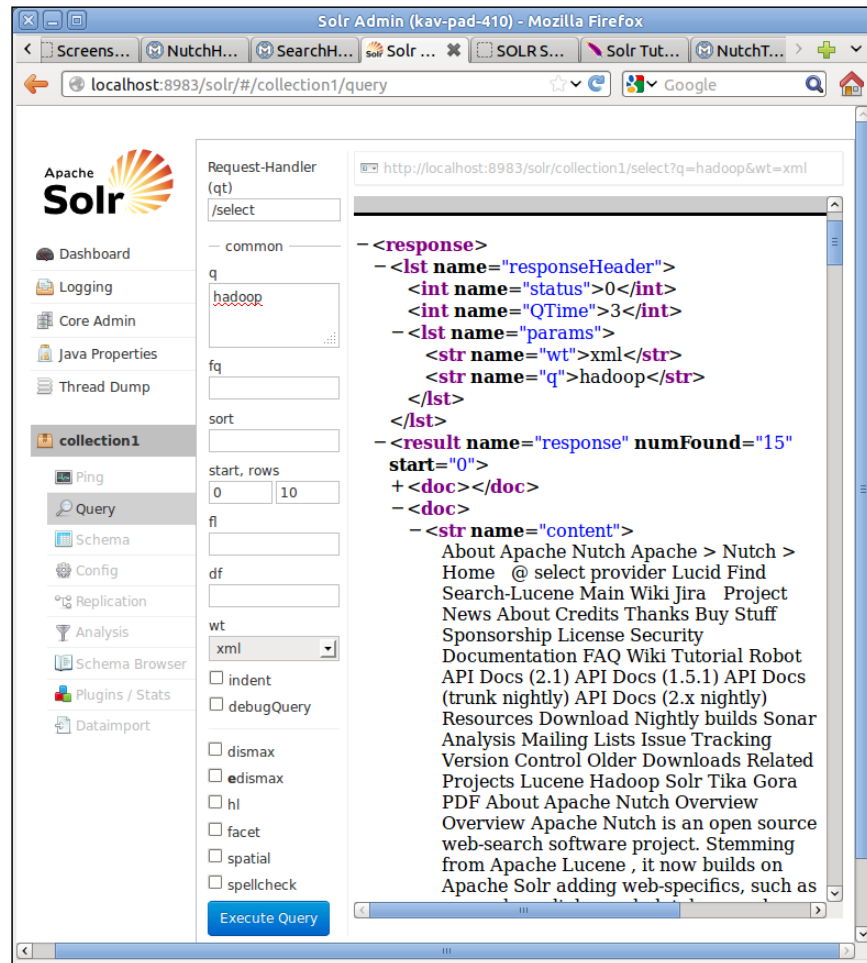 Solr Admin (kav-pad-410) - Mozilla Firefox
Screens... NutchH... SearchH... Solr ... SOLR S... Solr Tut... NutchT...
localhost:8983/solr/#/collection1/query Google
Apache
Solr
Dashboard
Logging
Core Admin
Java Properties
Thread Dump
collection1
Ping
Query
Schema
Config
Replication
Analysis
Schema Browser
Plugins / Stats
Dataimport
Request-Handler
(qt)
/select
common
q
hadoop
fq
sort
start, rows
0 10
fl
df
wt
xml
indent
debugQuery
dismax
edismax
hl
facet
spatial
spellcheck
Execute Query
http://localhost:8983/solr/collection1/select?q=hadoop&wt=xml
−<response>
−<lst name="responseHeader">
<int name="status">0</int>
<int name="QTime">3</int>
−<lst name="params">
<str name="wt">xml</str>
<str name="q">hadoop</str>
</lst>
</lst>
−<result name="response" numFound="15"
start="0">
+<doc></doc>
−<doc>
−<str name="content">
About Apache Nutch Apache > Nutch >
Home @ select provider Lucid Find
Search-Lucene Main Wiki Jira Project
News About Credits Thanks Buy Stuff
Sponsorship License Security
Documentation FAQ Wiki Tutorial Robot
API Docs (2.1) API Docs (1.5.1) API Docs
(trunk nightly) API Docs (2.x nightly)
Resources Download Nightly builds Sonar
Analysis Mailing Lists Issue Tracking
Version Control Older Downloads Related
Projects Lucene Hadoop Solr Tika Gora
PDF About Apache Nutch Overview
Overview Apache Nutch is an open source
web-search software project. Stemming
from Apache Lucene , it now builds on
Apache Solr adding web-specifics, such as